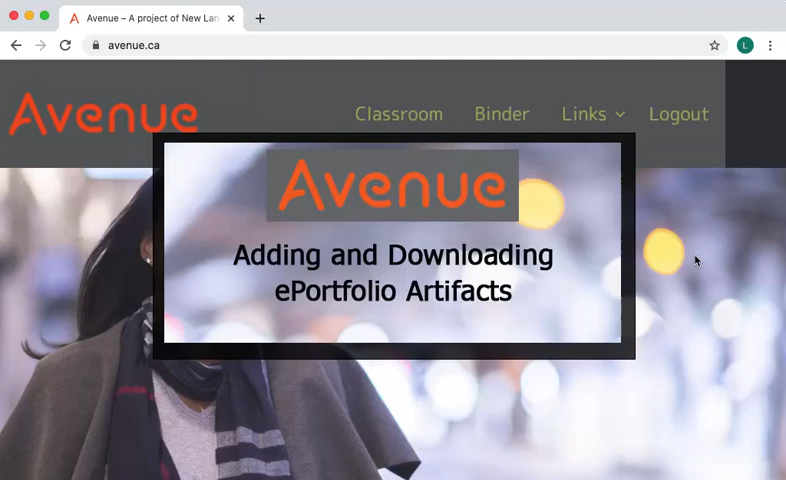 Avenue – A project of New Lan
avenue.ca
L
Avenue
Classroom Binder Links Logout
Avenue
Adding and Downloading
ePortfolio Artifacts